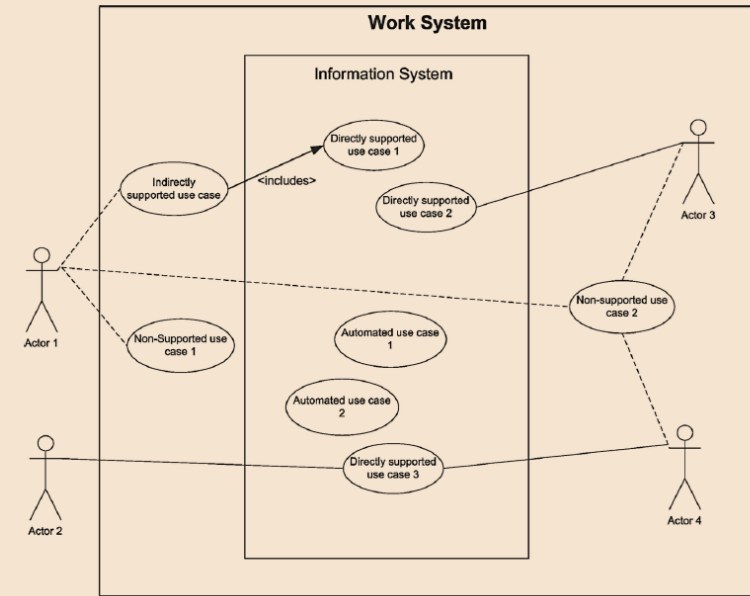 Work System
Information System
Directly supported
use case 1
Indirectly
supported use case
<includes>
Directly supported
use case 2
Actor 3
Actor 1
Non-supported use
case 2
Non-Supported use
case 1
Automated use case
1
Automated use case
2
Directly supported
use case 3
Actor 2
Actor 4